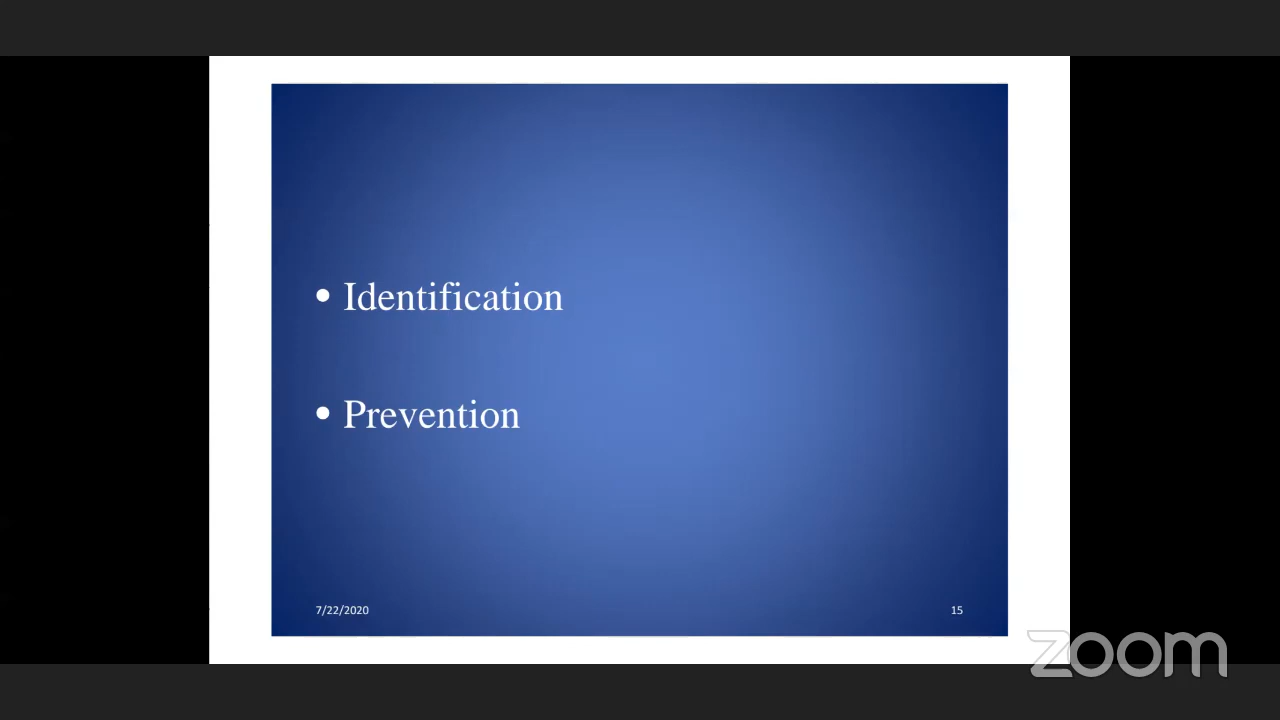 • Identification
• Prevention
7/22/2020
15
zoom